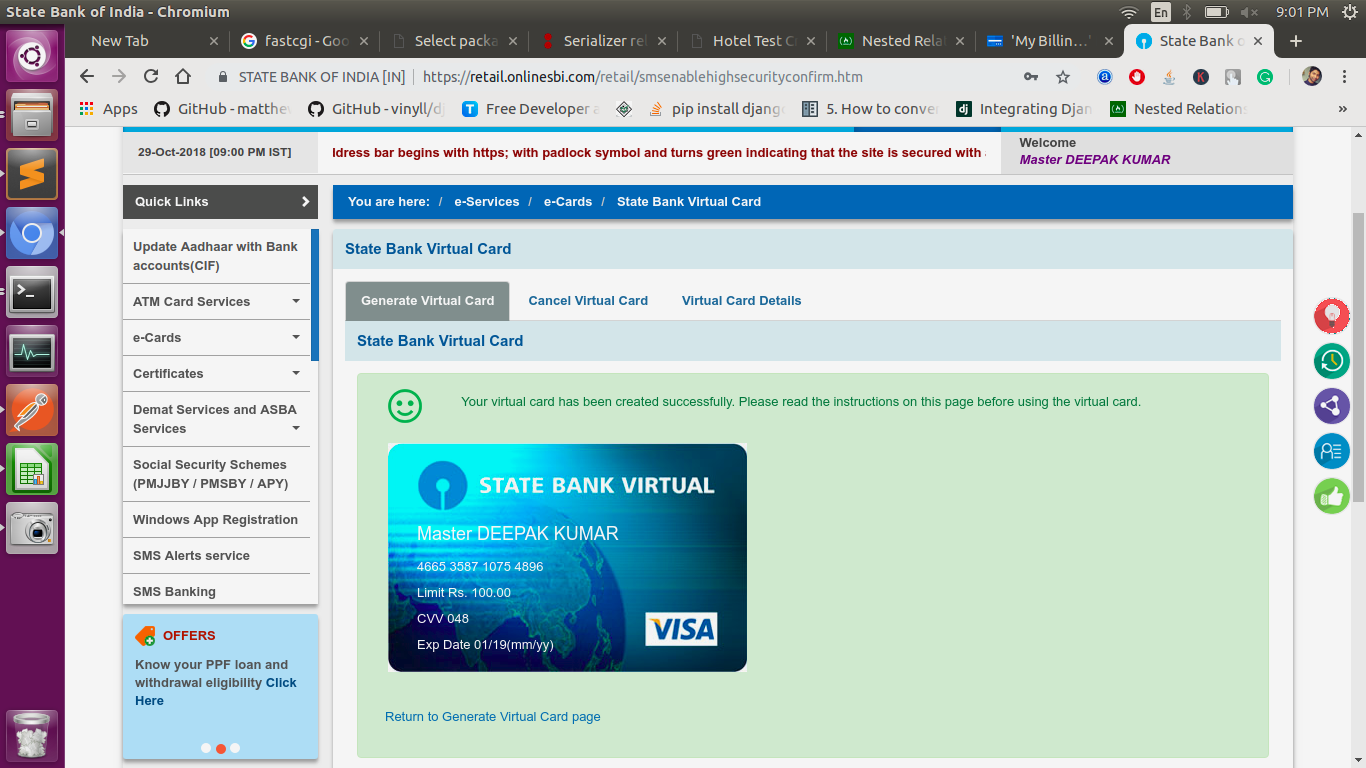 State Bank of India - Chromium
En
9:01 PM
New Tab
fastcgi - Goo
Select packa
Serializer rel
Hotel Test C
Nested Relat
'My Billin…'
State Bank o
STATE BANK OF INDIA [IN]
https://retail.onlinesbi.com/retail/smsenablehighsecurityconfirm.htm
Apps
GitHub - matthew
GitHub - vinyll/dj
Free Developer a
pip install django
5. How to conver
Integrating Djan
Nested Relations
»
29-Oct-2018 [09:00 PM IST]
ldress bar begins with https; with padlock symbol and turns green indicating that the site is secured with
Welcome
Master DEEPAK KUMAR
Quick Links
You are here: / e-Services / e-Cards / State Bank Virtual Card
Update Aadhaar with Bank
accounts(CIF)
ATM Card Services
e-Cards
Certificates
Demat Services and ASBA
Services
Social Security Schemes
(PMJJBY / PMSBY / APY)
Windows App Registration
SMS Alerts service
SMS Banking
OFFERS
Know your PPF loan and
withdrawal eligibility Click
Here
State Bank Virtual Card
Generate Virtual Card
Cancel Virtual Card
Virtual Card Details
State Bank Virtual Card
Your virtual card has been created successfully. Please read the instructions on this page before using the virtual card.
STATE BANK VIRTUAL
Master DEEPAK KUMAR
4665 3587 1075 4896
Limit Rs. 100.00
CVV 048
Exp Date 01/19(mm/yy)
VISA
Return to Generate Virtual Card page